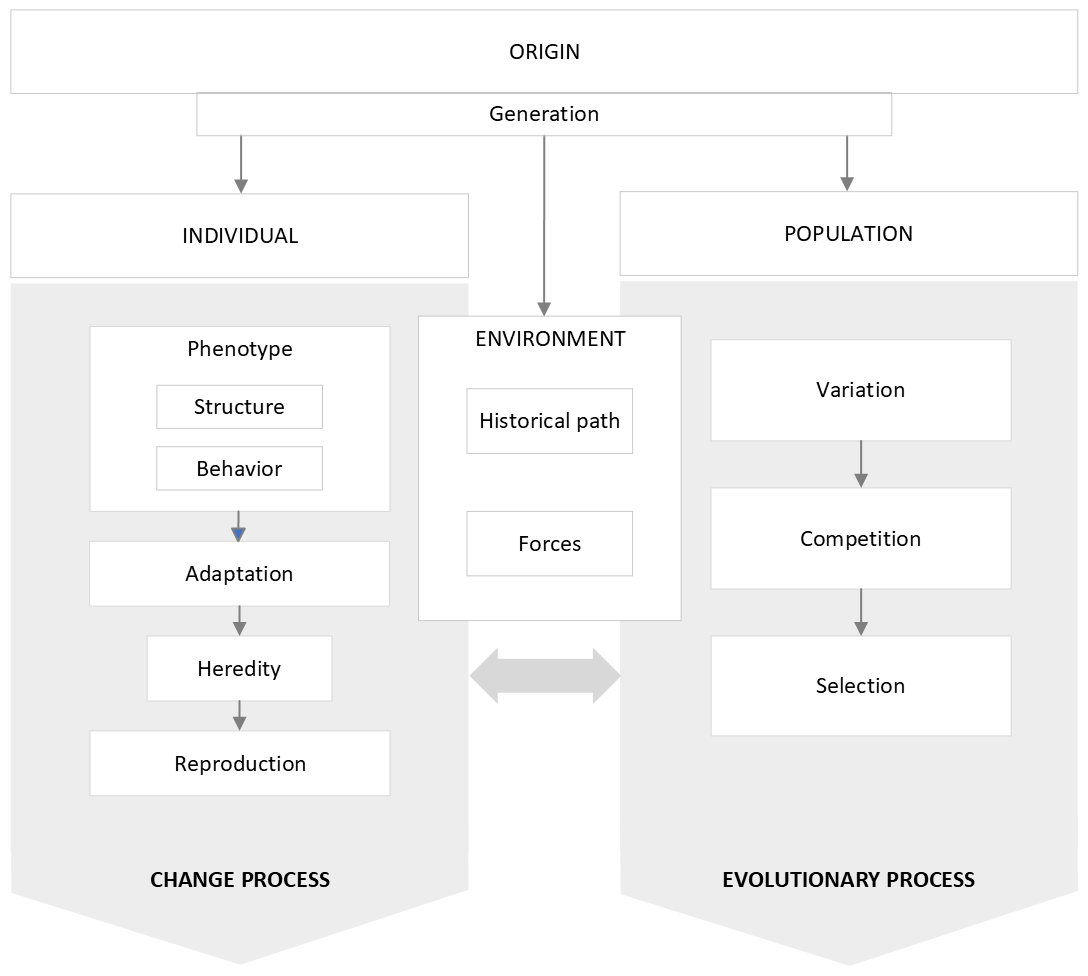 ORIGIN
Generation
INDIVIDUAL
POPULATION
ENVIRONMENT
Phenotype
Structure
Behavior
Adaptation
Heredity
Reproduction
Historical path
Forces
Variation
Competition
Selection
CHANGE PROCESS
EVOLUTIONARY PROCESS